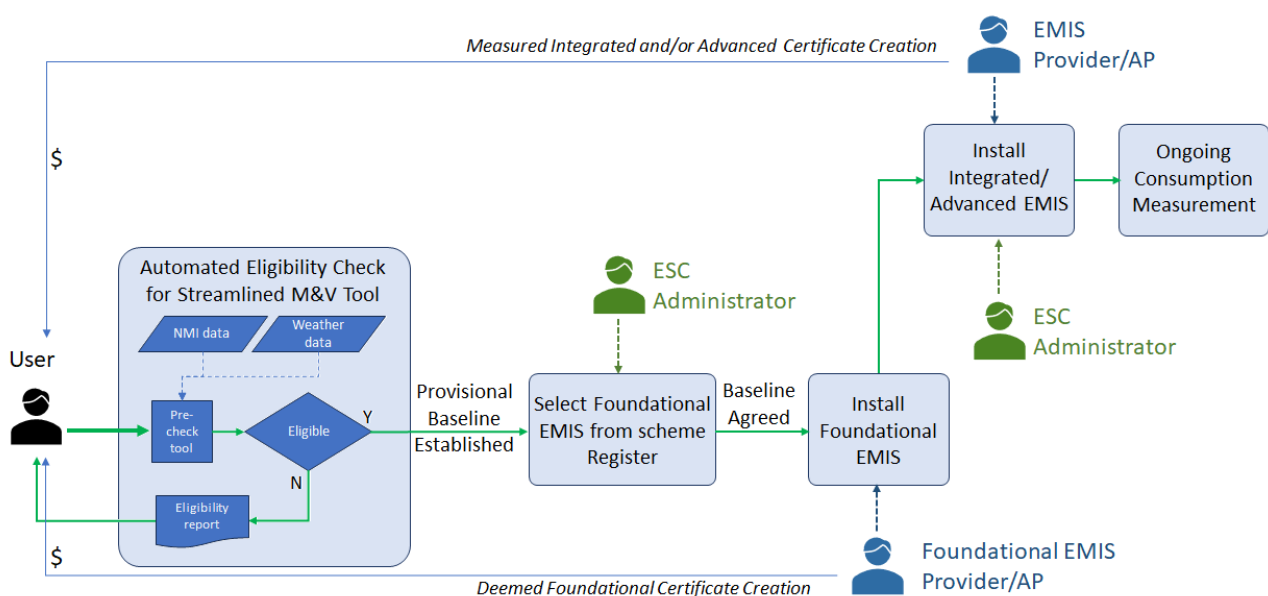 Measured Integrated and/or Advanced Certificate Creation
EMIS
Provider/AP
$
Install
Integrated/
Advanced EMIS
Ongoing
Consumption
Measurement
Automated Eligibility Check
for Streamlined M&V Tool
NMI data
Weather
data
ESC
Administrator
ESC
Administrator
User
Pre-
check
tool
Eligible
Y
N
Provisional
Baseline
Established
Select Foundational
EMIS from scheme
Register
Baseline
Agreed
Install
Foundational
EMIS
Eligibility
report
$
Foundational EMIS
Provider/AP
Deemed Foundational Certificate Creation